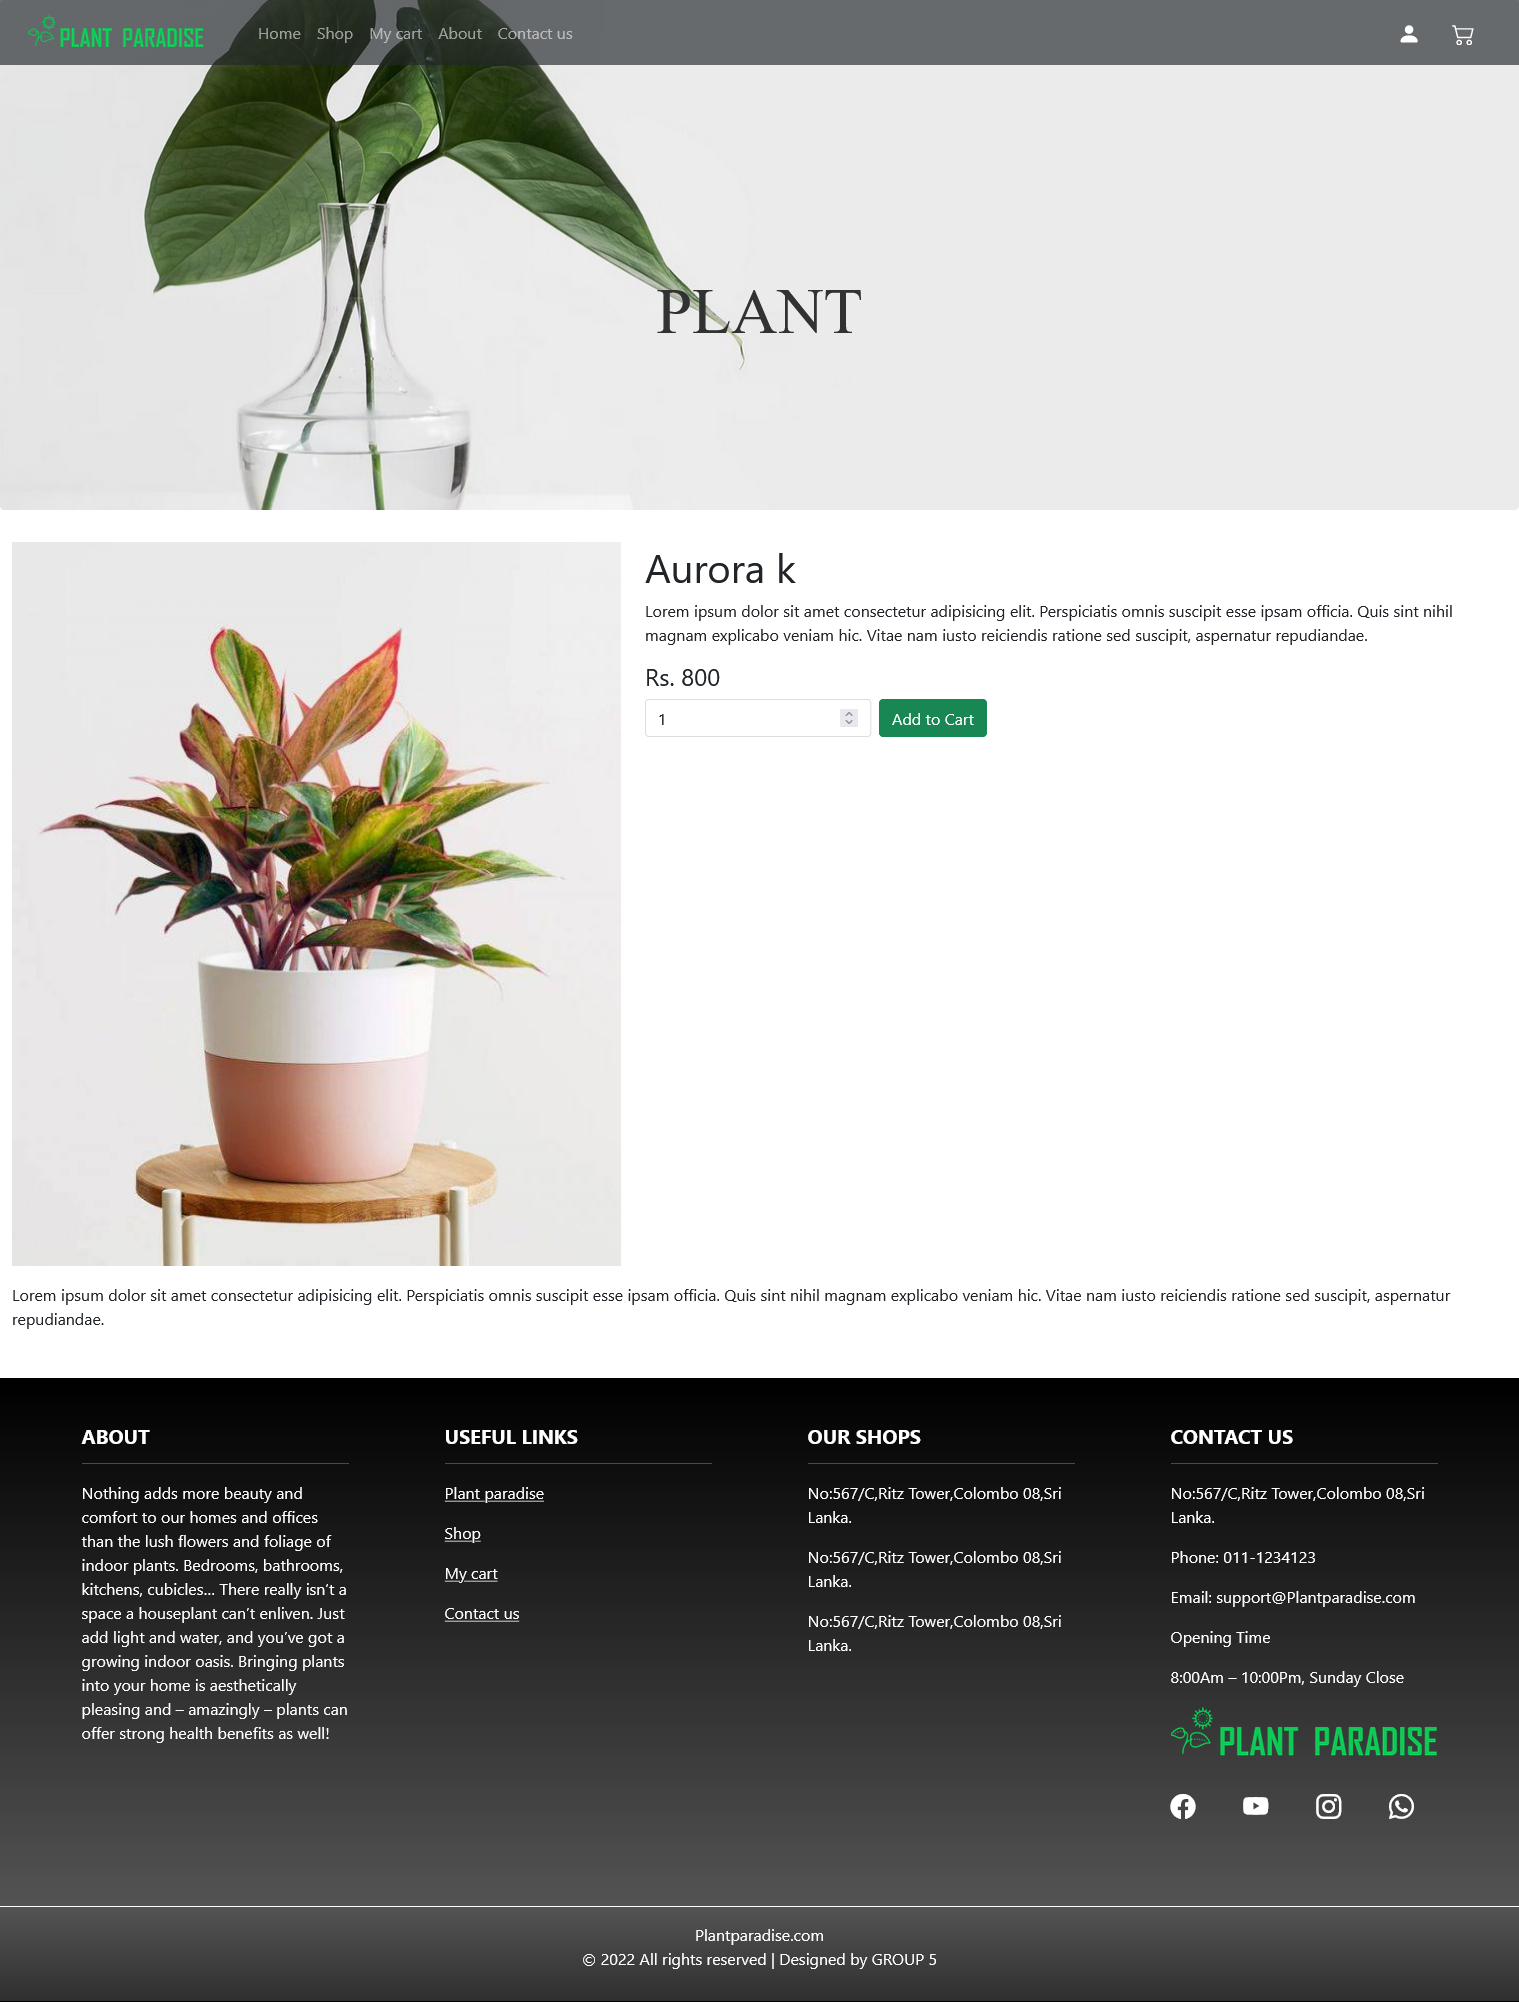 PLANT PARADISE
Home Shop My cart About Contact us
PLANT
Aurora k
Lorem ipsum dolor sit amet consectetur adipisicing elit. Perspiciatis omnis suscipit esse ipsam officia. Quis sint nihil
magnam explicabo veniam hic. Vitae nam iusto reiciendis ratione sed suscipit, aspernatur repudiandae.
Rs. 800
1
Add to Cart
Lorem ipsum dolor sit amet consectetur adipisicing elit. Perspiciatis omnis suscipit esse ipsam officia. Quis sint nihil magnam explicabo veniam hic. Vitae nam iusto reiciendis ratione sed suscipit, aspernatur
repudiandae.
ABOUT
Nothing adds more beauty and
comfort to our homes and offices
than the lush flowers and foliage of
indoor plants. Bedrooms, bathrooms,
kitchens, cubicles... There really isn't a
space a houseplant can't enliven. Just
add light and water, and you've got a
growing indoor oasis. Bringing plants
into your home is aesthetically
pleasing and – amazingly – plants can
offer strong health benefits as well!
USEFUL LINKS
Plant paradise
Shop
My cart
Contact us
OUR SHOPS
No:567/C,Ritz Tower,Colombo 08,Sri
Lanka.
No:567/C,Ritz Tower,Colombo 08,Sri
Lanka.
No:567/C,Ritz Tower,Colombo 08,Sri
Lanka.
CONTACT US
No:567/C,Ritz Tower,Colombo 08,Sri
Lanka.
Phone: 011-1234123
Email: support@Plantparadise.com
Opening Time
8:00Am – 10:00Pm, Sunday Close
PLANT PARADISE
Plantparadise.com
© 2022 All rights reserved | Designed by GROUP 5